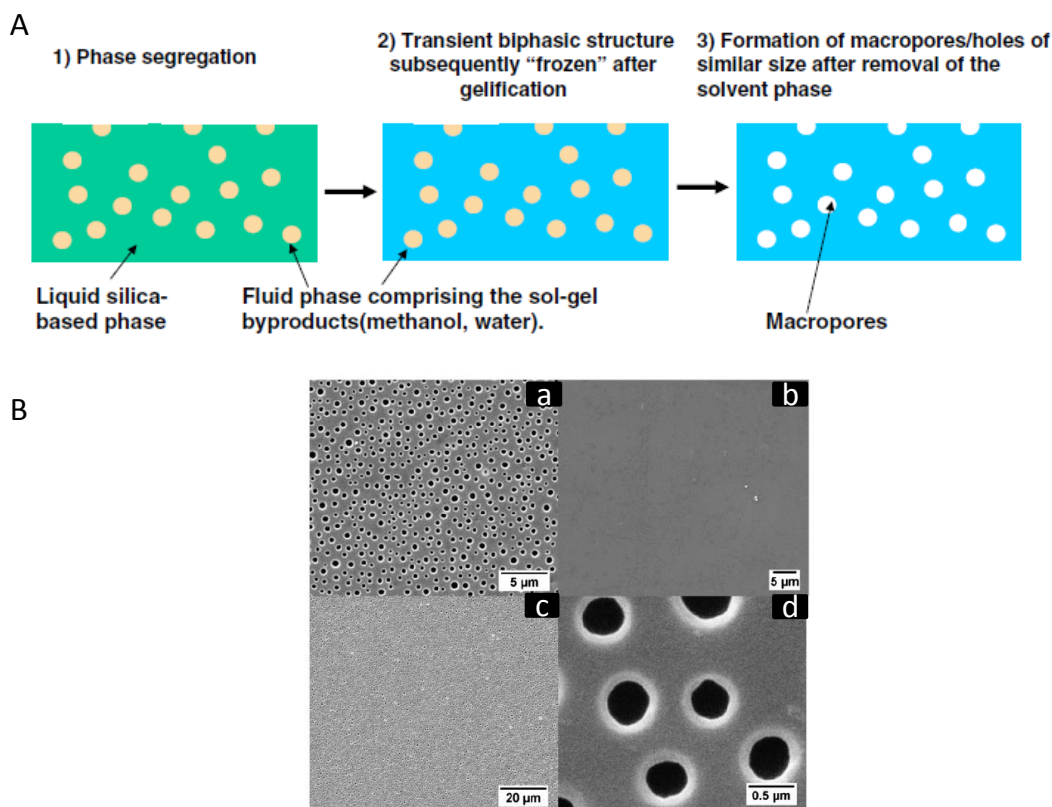 A
1) Phase segregation
2) Transient biphasic structure
subsequently “frozen” after
gelification
3) Formation of macropores/holes of
similar size after removal of the
solvent phase
Liquid silica-
based phase
Fluid phase comprising the sol-gel
byproducts(methanol, water).
Macropores
B
a
5 µm
b
5 µm
c
20 µm
d
0.5 µm